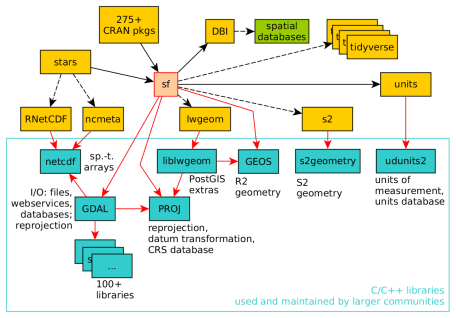 275+
CRAN pkgs
DBI
spatial
databases
t
t
t
tidyverse
stars
sf
units
RNetCDF
ncmeta
lwgeom
s2
netcdf
sp.-t.
arrays
liblwgeom
GEOS
s2geometry
udunits2
I/O: files,
webservices,
databases;
reprojection
PostGIS
extras
R2
geometry
S2
geometry
units of
measurement,
units database
GDAL
PROJ
reprojection,
datum transformation,
CRS database
s
...
100+
libraries
C/C++ libraries
used and maintained by larger communities